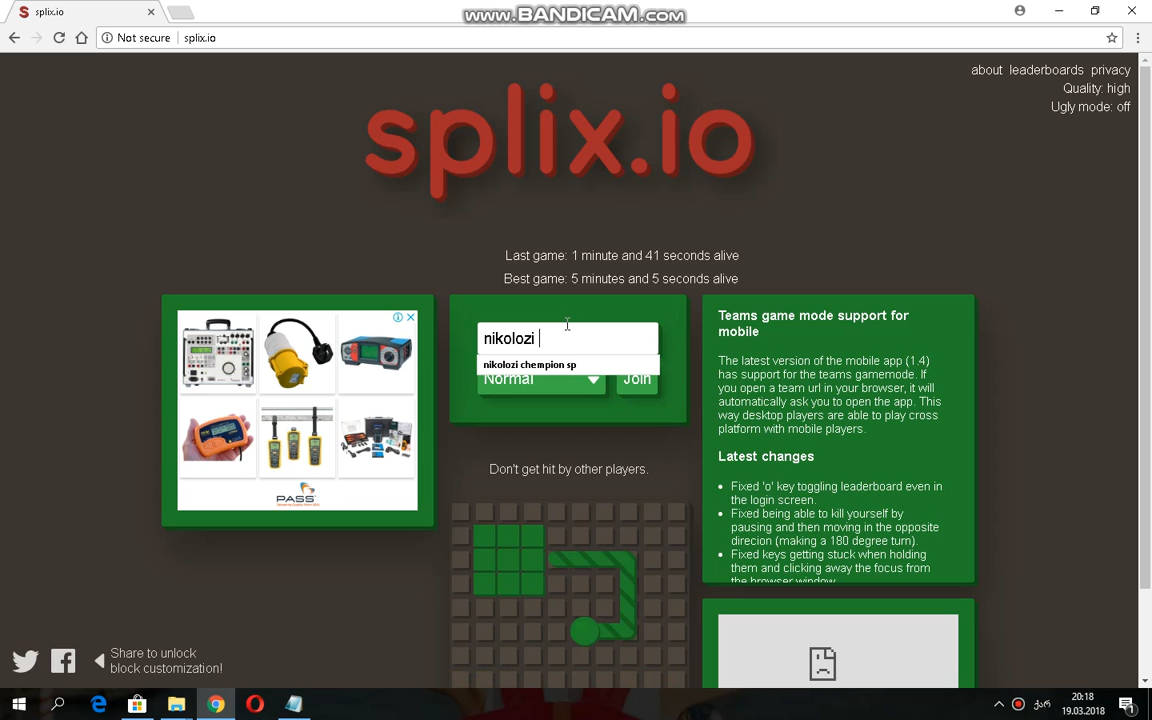 www.BANDICAM.com
splix.io
Not secure
splix.io
about leaderboards privacy
Quality: high
Ugly mode: off
splix.io
Last game: 1 minute and 41 seconds alive
Best game: 5 minutes and 5 seconds alive
nikolozi
nikolozi chempion sp
Normal
Join
PASS
Don't get hit by other players.
Teams game mode support for
mobile
The latest version of the mobile app (1.4)
has support for the teams gamemode. If
you open a team url in your browser, it will
automatically ask you to open the app. This
way desktop players are able to play cross
platform with mobile players.
Latest changes
Fixed 'o' key toggling leaderboard even in
the login screen.
Fixed being able to kill yourself by
pausing and then moving in the opposite
direcion (making a 180 degree turn).
Fixed keys getting stuck when holding
them and clicking away the focus from
the browser window.
Share to unlock
block customization!
ქარ
20:18
19.03.2018
1